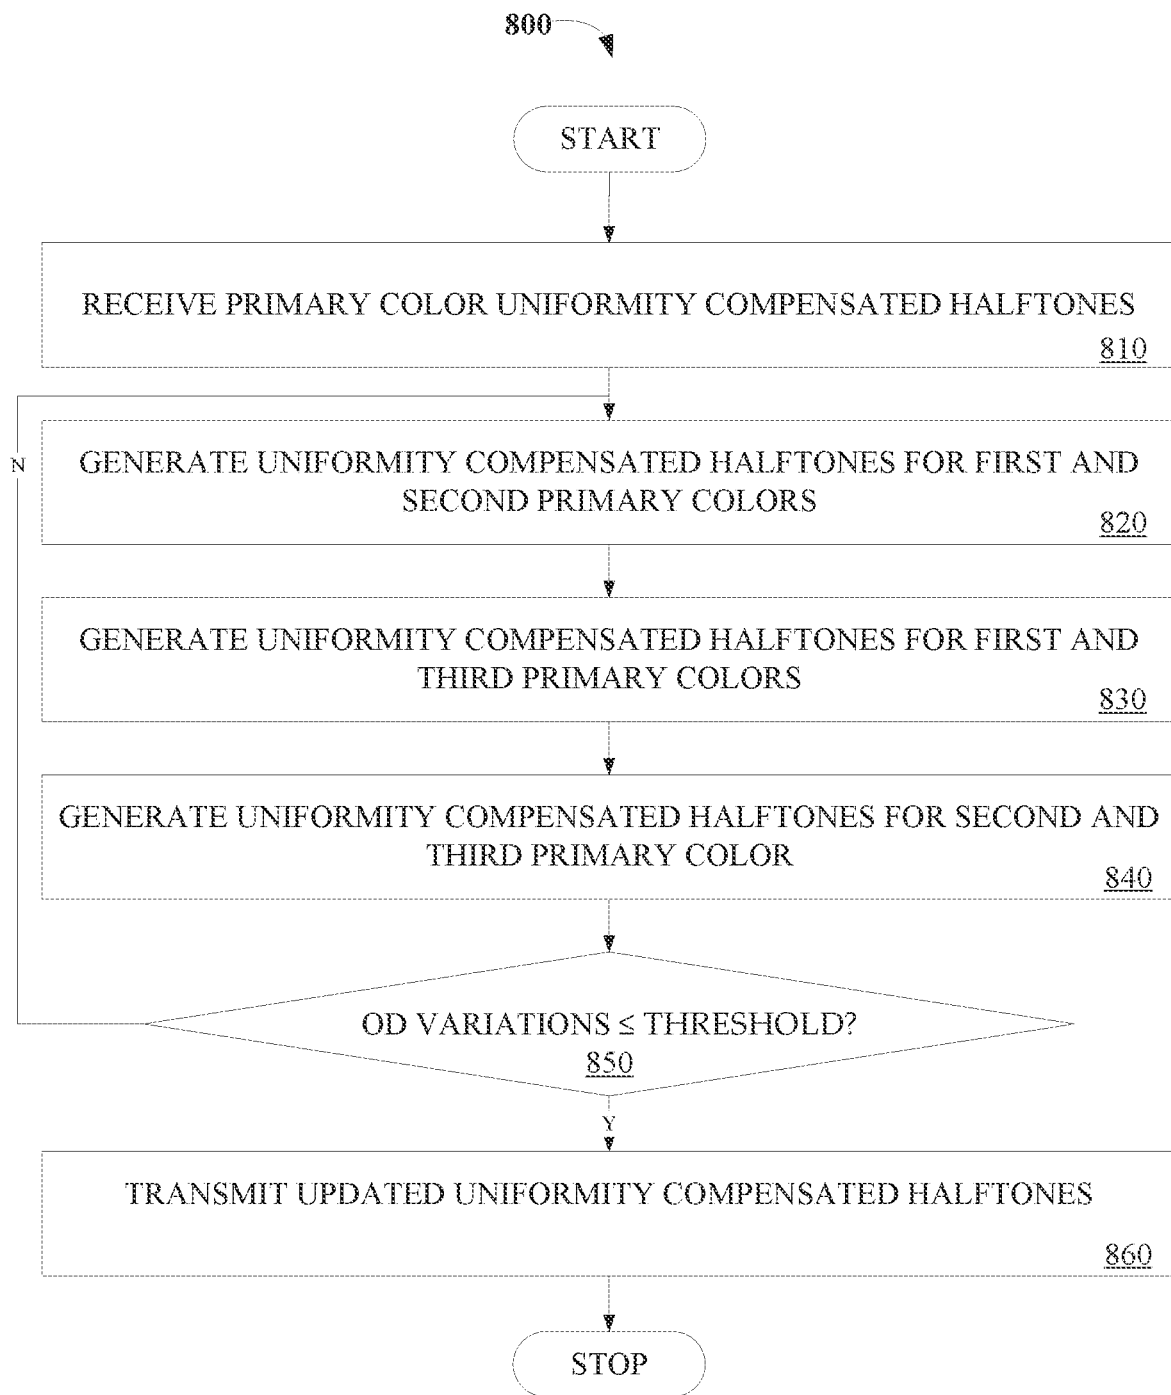 800
START
RECEIVE PRIMARY COLOR UNIFORMITY COMPENSATED HALFTONES
810
GENERATE UNIFORMITY COMPENSATED HALFTONES FOR FIRST AND
SECOND PRIMARY COLORS
820
N
GENERATE UNIFORMITY COMPENSATED HALFTONES FOR FIRST AND
THIRD PRIMARY COLORS
830
GENERATE UNIFORMITY COMPENSATED HALFTONES FOR SECOND AND
THIRD PRIMARY COLOR
840
OD VARIATIONS ≤ THRESHOLD?
850
Y
TRANSMIT UPDATED UNIFORMITY COMPENSATED HALFTONES
860
STOP